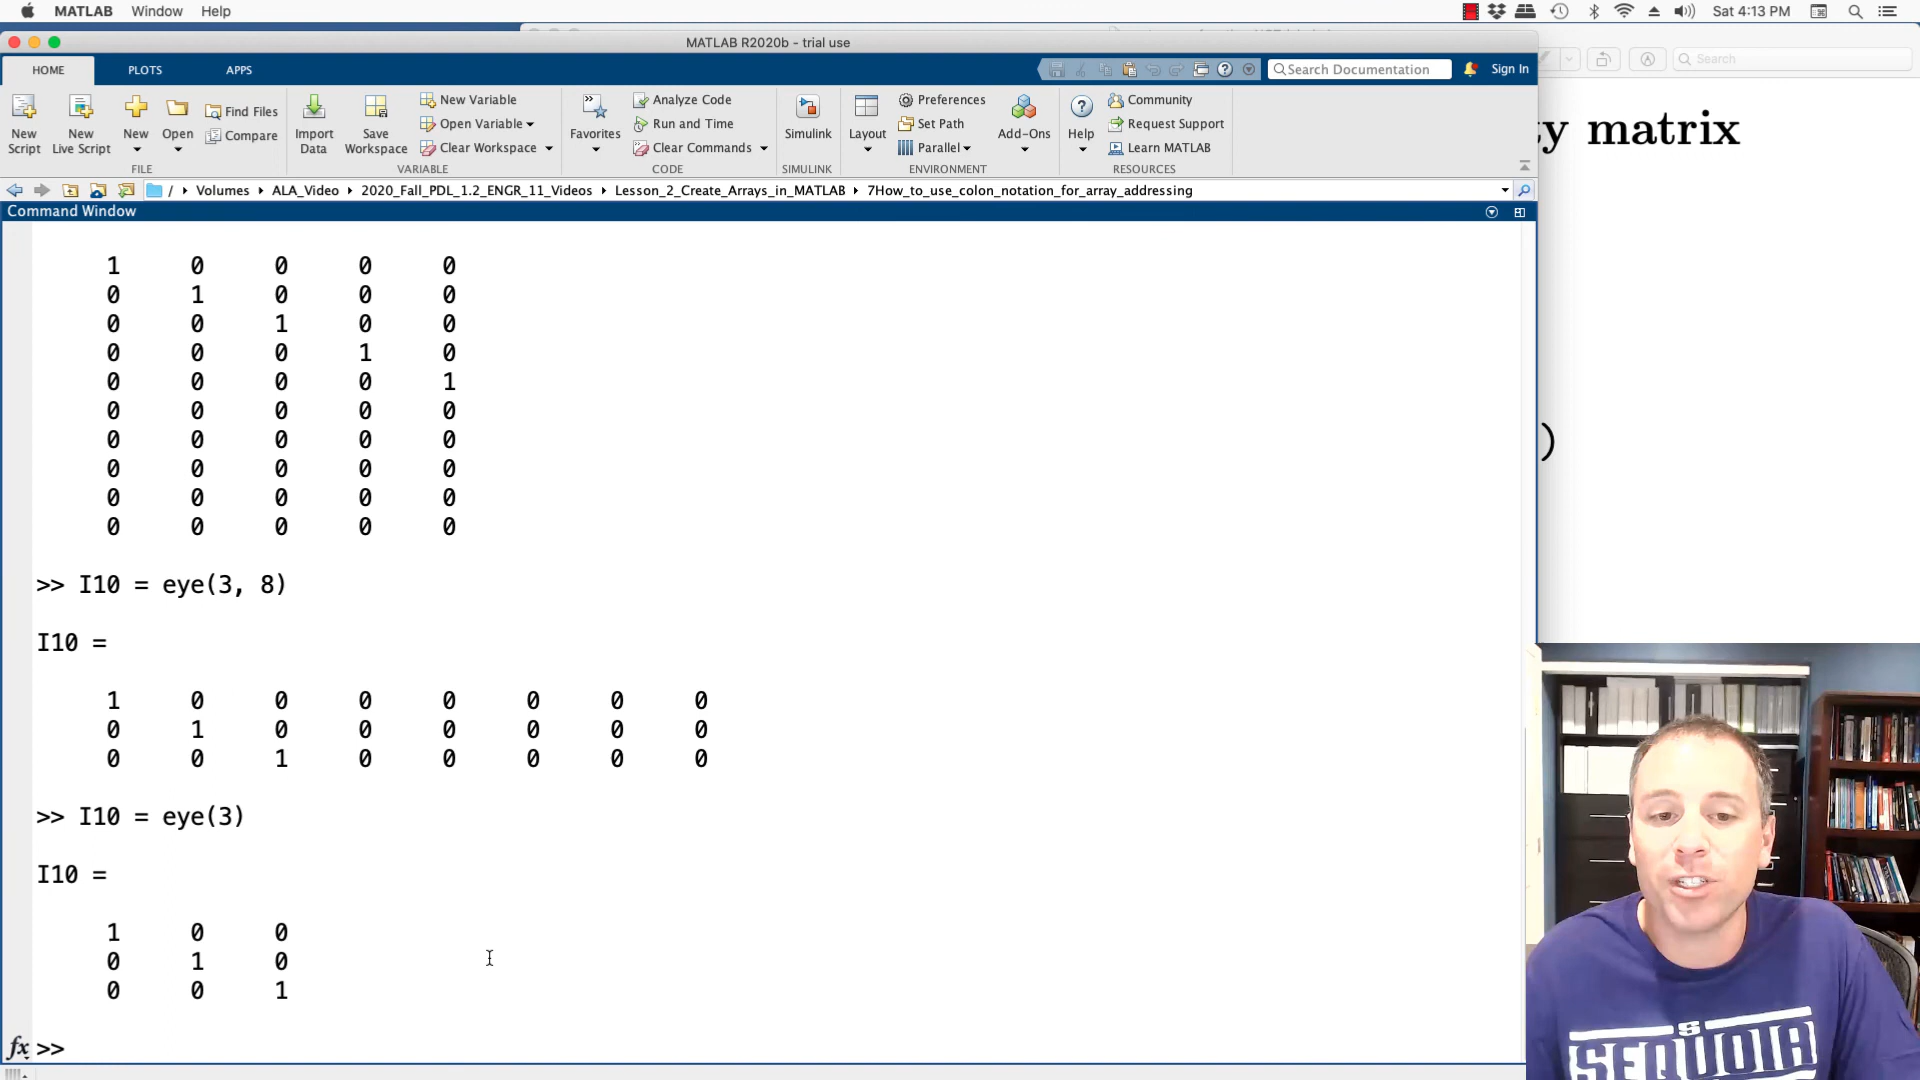 MATLAB Window Help
Sat 4:13 PM
MATLAB R2020b - trial use
HOME PLOTS APPS
Search Documentation
Sign In
Search
New Script
New Live Script
New
Open
Find Files
Compare
FILE
Import Data
Save Workspace
New Variable
Open Variable
Clear Workspace
VARIABLE
Favorites
Analyze Code
Run and Time
Clear Commands
CODE
Simulink
SIMULINK
Layout
Preferences
Set Path
Parallel
Add-Ons
ENVIRONMENT
Help
Community
Request Support
Learn MATLAB
RESOURCES
ty matrix
/ Volumes ALA_Video 2020_Fall_PDL_1.2_ENGR_11_Videos Lesson_2_Create_Arrays_in_MATLAB 7How_to_use_colon_notation_for_array_addressing
Command Window
1 0 0 0 0
0 1 0 0 0
0 0 1 0 0
0 0 0 1 0
0 0 0 0 1
0 0 0 0 0
0 0 0 0 0
0 0 0 0 0
0 0 0 0 0
0 0 0 0 0
)
>> I10 = eye(3, 8)
I10 =
1 0 0 0 0 0 0 0
0 1 0 0 0 0 0 0
0 0 1 0 0 0 0 0
>> I10 = eye(3)
I10 =
1 0 0
0 1 0
0 0 1
fx >>
S
SEQUOIA